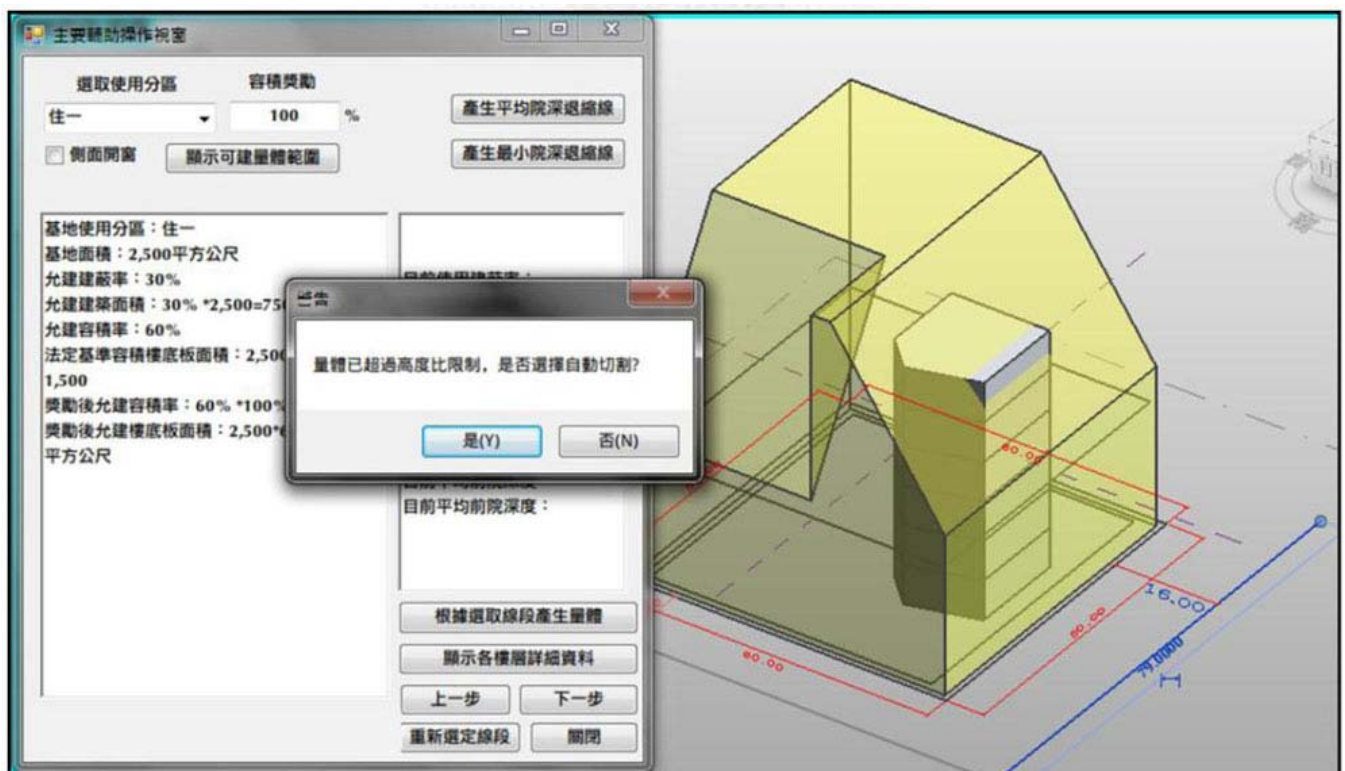 主要輔助操作視窗
選取使用分區
容積獎勵
住一
100 %
產生平均院深退縮線
側面開窗
顯示可建量體範圍
產生最小院深退縮線
基地使用分區：住一
基地面積：2,500平方公尺
允建建蔽率：30%
允建建築面積：30% *2,500=750
允建容積率：60%
法定基準容積樓底板面積：2,500
1,500
獎勵後允建容積率：60% *100%
獎勵後允建樓底板面積：2,500*6
平方公尺
目前使用建蔽率：
警告
量體已超過高度比限制，是否選擇自動切割?
是(Y)
否(N)
目前平均前院深度：
根據選取線段產生量體
顯示各樓層詳細資料
上一步
下一步
重新選定線段
關閉
60.00
60.00
60.00
16.00
79.0000